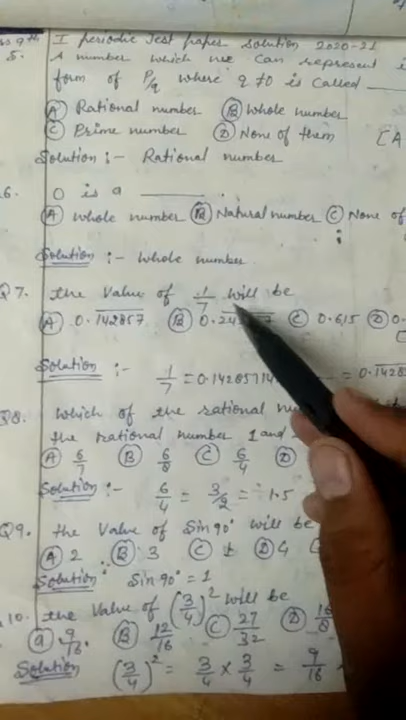 I periodic Test paper solution 2020-21
5. A number which we can represent i
form of P/q where q ≠ 0 is called ____
(A) Rational number (B) Whole number
(C) Prime number (D) None of them [A
Solution :- Rational number
6. 0 is a ____ .
(A) Whole number (B) Natural number (C) None of
Solution :- Whole number
Q7. the Value of 1/7 will be
(A) 0.142857 (B) (C) 0.615 (D) 0.
Solution :- 1/7 = 0.14285714 = 0.1428
Q8. Which of the rational nu
the rational number 1 and
(A) 6/7 (B) 6/8 (C) 6/4 (D)
Solution :- 6/4 = 3/2 = 1.5
Q9. the Value of Sin 90° will be
(A) 2 (B) 3 (C) 1 (D) 4
Solution: Sin 90° = 1
10. the Value of (3/4)² will be
(a) 9/16. (B) 12/16 (C) 27/32 (D)
Solution (3/4)² = 3/4 × 3/4 = 9/16